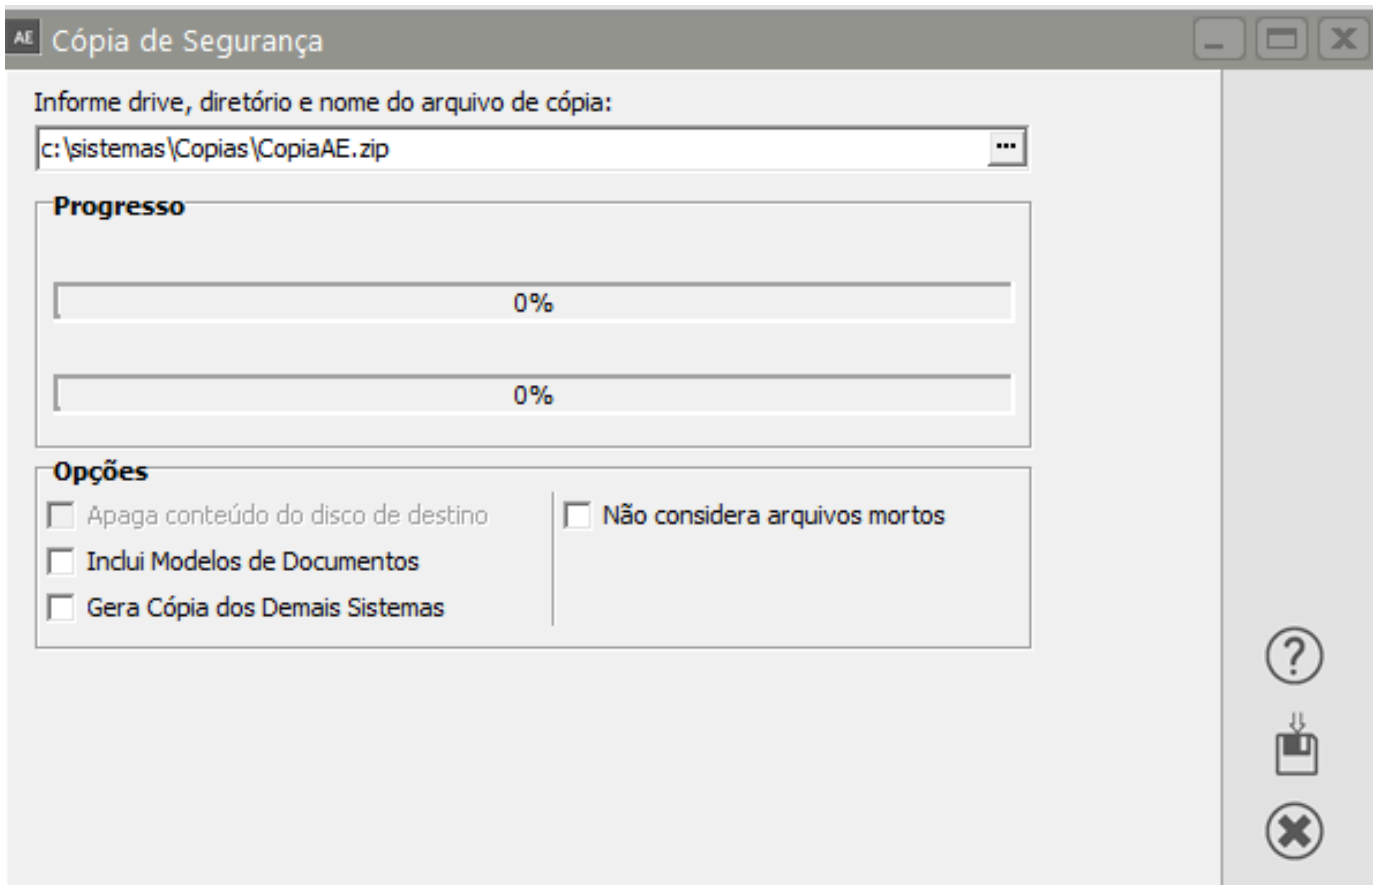 AE Cópia de Segurança
Informe drive, diretório e nome do arquivo de cópia:
c:\sistemas\Copias\CopiaAE.zip ...
Progresso
0%
0%
Opções
Apaga conteúdo do disco de destino Não considera arquivos mortos
Inclui Modelos de Documentos
Gera Cópia dos Demais Sistemas
?